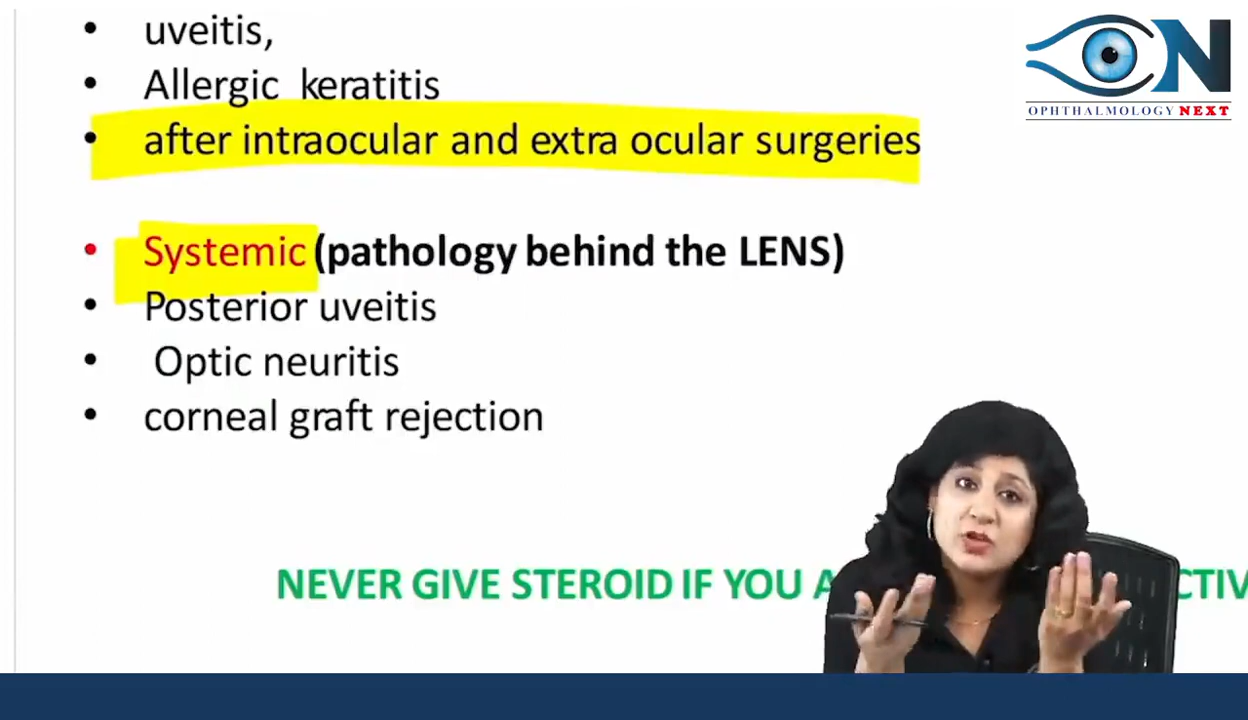 • uveitis,
• Allergic keratitis
• after intraocular and extra ocular surgeries
• Systemic (pathology behind the LENS)
• Posterior uveitis
• Optic neuritis
• corneal graft rejection
NEVER GIVE STEROID IF YOU
ON
OPHTHALMOLOGY NEXT